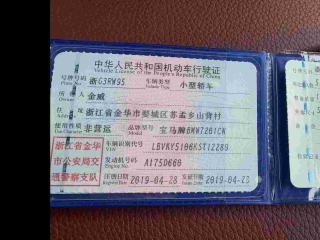 中华人民共和国机动车行驶证
Vehicle License of the People's Republic of China
号牌号码 浙G3RW95 车辆类型 小型轿车
所有人 金威
住址 浙江省金华市婺城区苏孟乡山背村
使用性质 非营运 品牌型号 宝马牌BMW7201CN
浙江省金华
市公安局交
通警察支队
车辆识别代号 LBVKY5106KST12289
发动机号码 A175D660
注册日期 2019-04-28 发证日期 2019-04-28